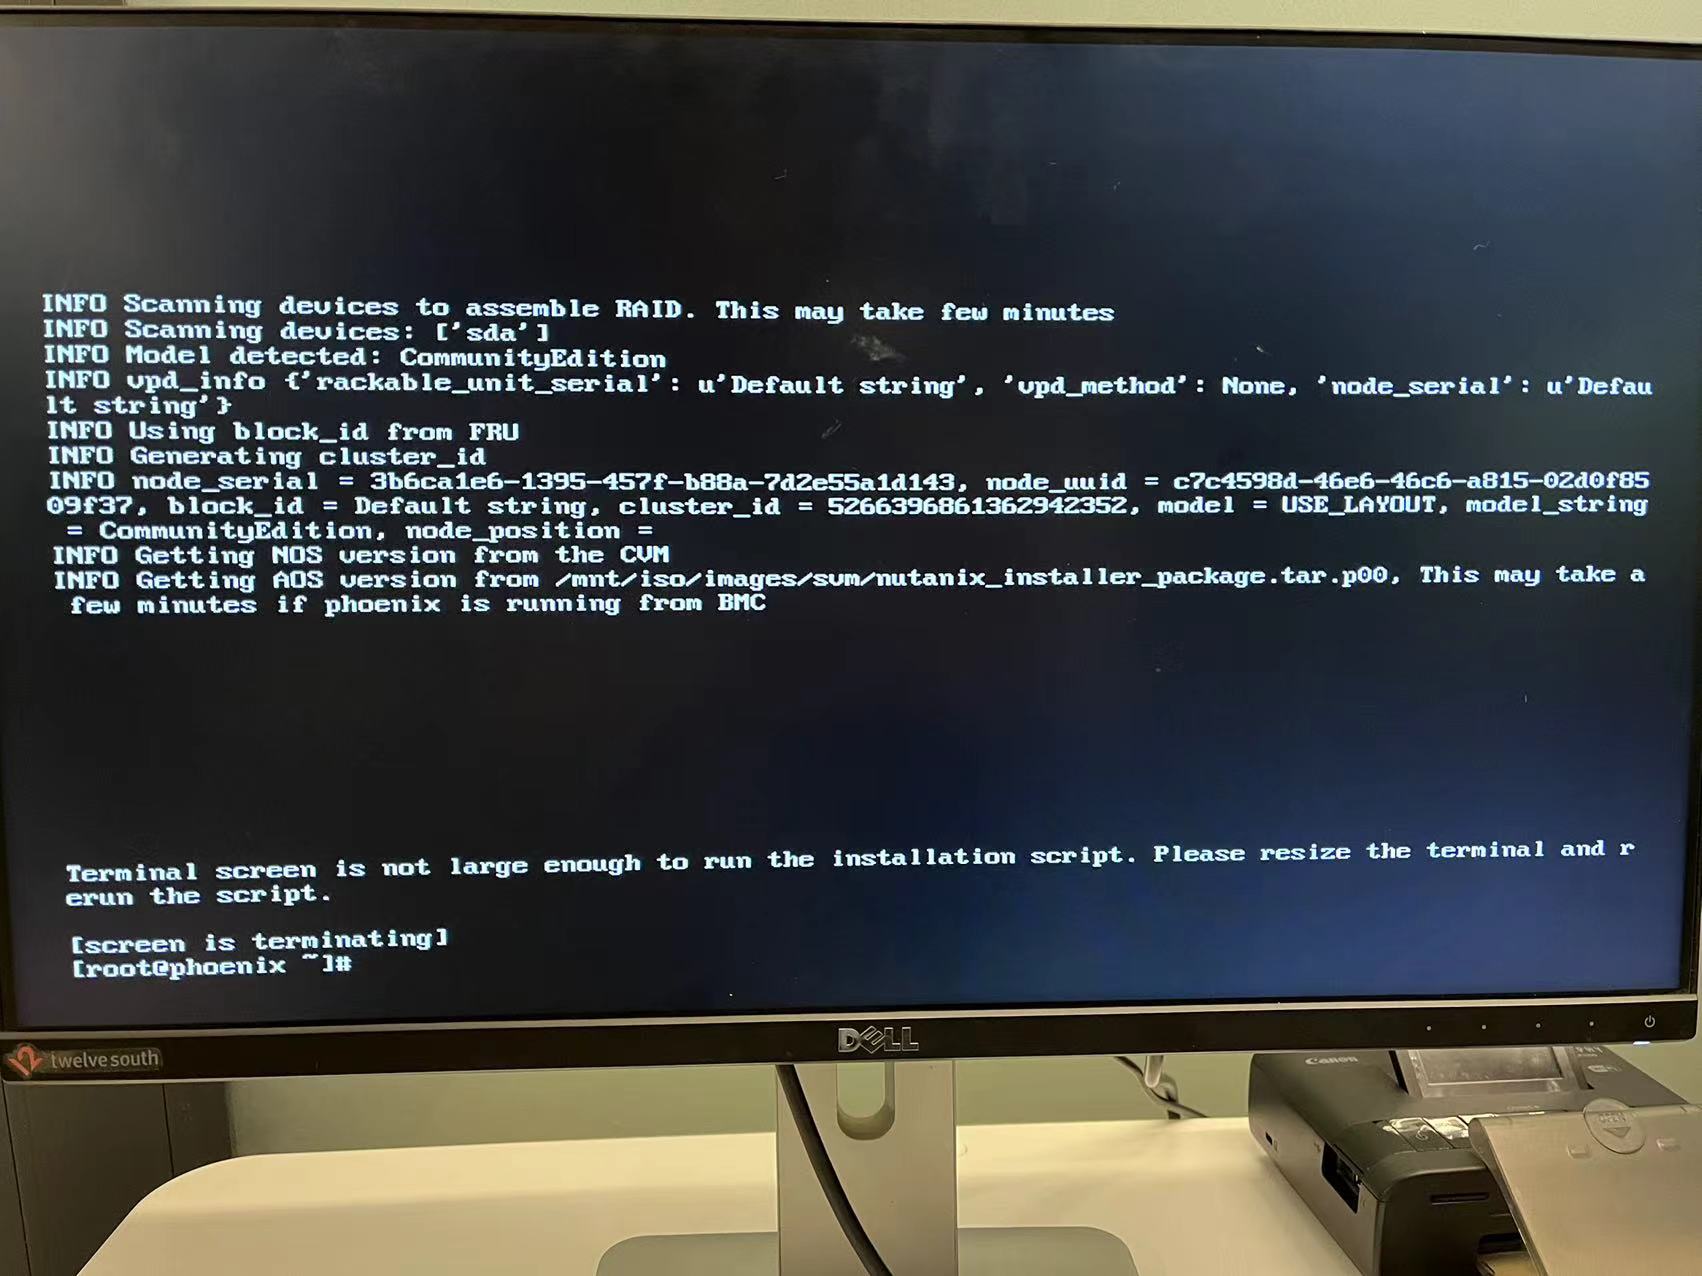 INFO Scanning devices to assemble RAID. This may take few minutes
INFO Scanning devices: ['sda']
INFO Model detected: CommunityEdition
INFO vpd_info {'rackable_unit_serial': u'Default string', 'vpd_method': None, 'node_serial': u'Defau
lt string'}
INFO Using block_id from FRU
INFO Generating cluster_id
INFO node_serial = 3b6ca1e6-1395-457f-b88a-7d2e55a1d143, node_uuid = c7c4598d-46e6-46c6-a815-02d0f85
09f37, block_id = Default string, cluster_id = 5266396861362942352, model = USE_LAYOUT, model_string
= CommunityEdition, node_position =
INFO Getting NOS version from the CVM
INFO Getting AOS version from /mnt/iso/images/svm/nutanix_installer_package.tar.p00, This may take a
few minutes if phoenix is running from BMC
Terminal screen is not large enough to run the installation script. Please resize the terminal and r
erun the script.
[screen is terminating]
[root@phoenix ~]#
DELL
twelve south
Canon